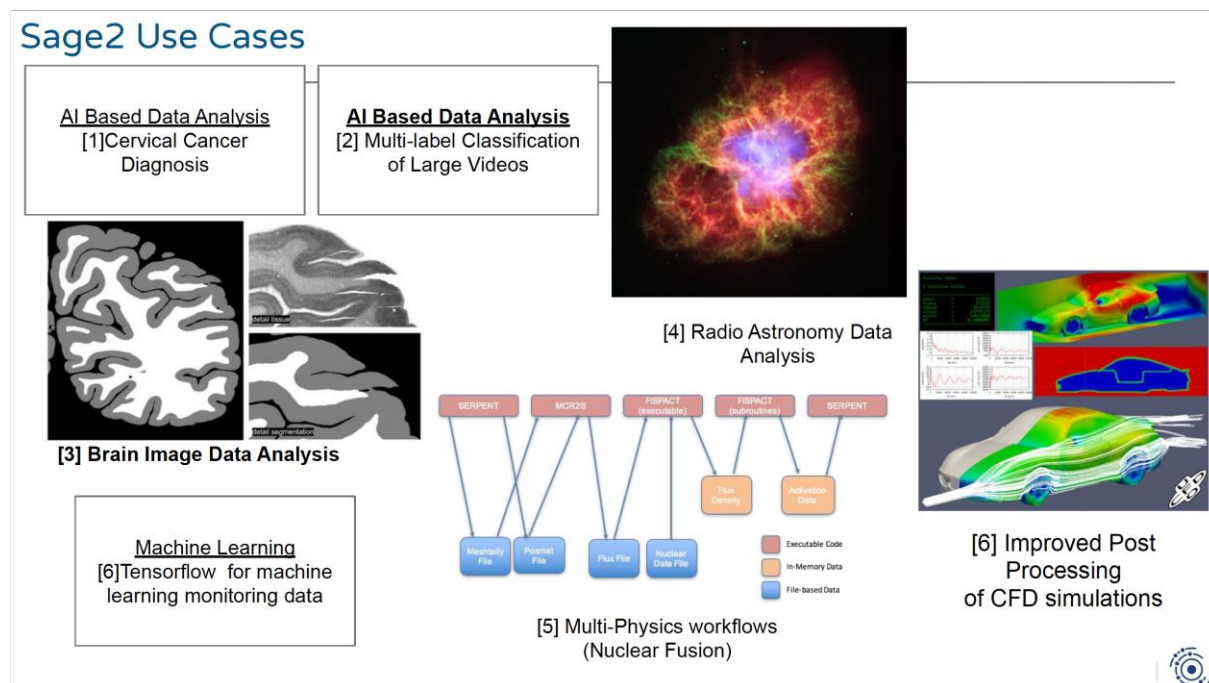 Sage2 Use Cases
AI Based Data Analysis
[1]Cervical Cancer
Diagnosis
AI Based Data Analysis
[2] Multi-label Classification
of Large Videos
detail tissue
detail segmentation
[3] Brain Image Data Analysis
[4] Radio Astronomy Data
Analysis
SERPENT
MCR2S
FISPACT
(executable)
FISPACT
(subroutines)
SERPENT
Flux
Density
Activation
Data
Meshtally
File
Posmat
File
Flux File
Nuclear
Data File
Executable Code
In-Memory Data
File-based Data
[5] Multi-Physics workflows
(Nuclear Fusion)
Machine Learning
[6]Tensorflow for machine
learning monitoring data
[6] Improved Post
Processing
of CFD simulations